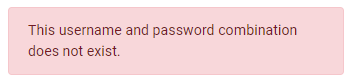 This username and password combination
does not exist.